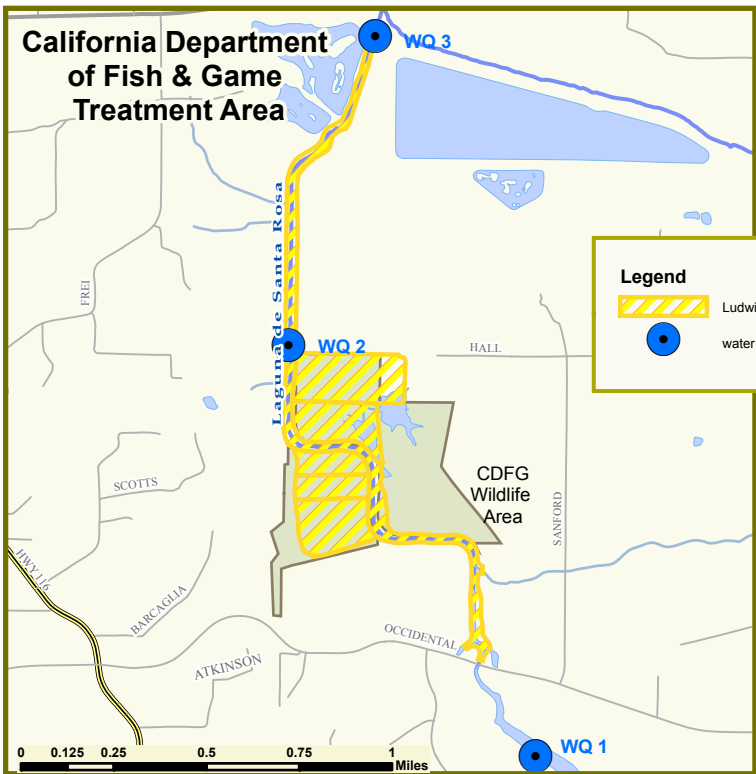 California Department
of Fish & Game
Treatment Area
WQ 3
Laguna de Santa Rosa
FREI
Legend
Ludwi
water
WQ 2
HALL
CDFG
Wildlife
Area
SCOTTS
SANFORD
HWY 116
BARCAGLIA
OCCIDENTAL
ATKINSON
WQ 1
0 0.125 0.25 0.5 0.75 1
Miles